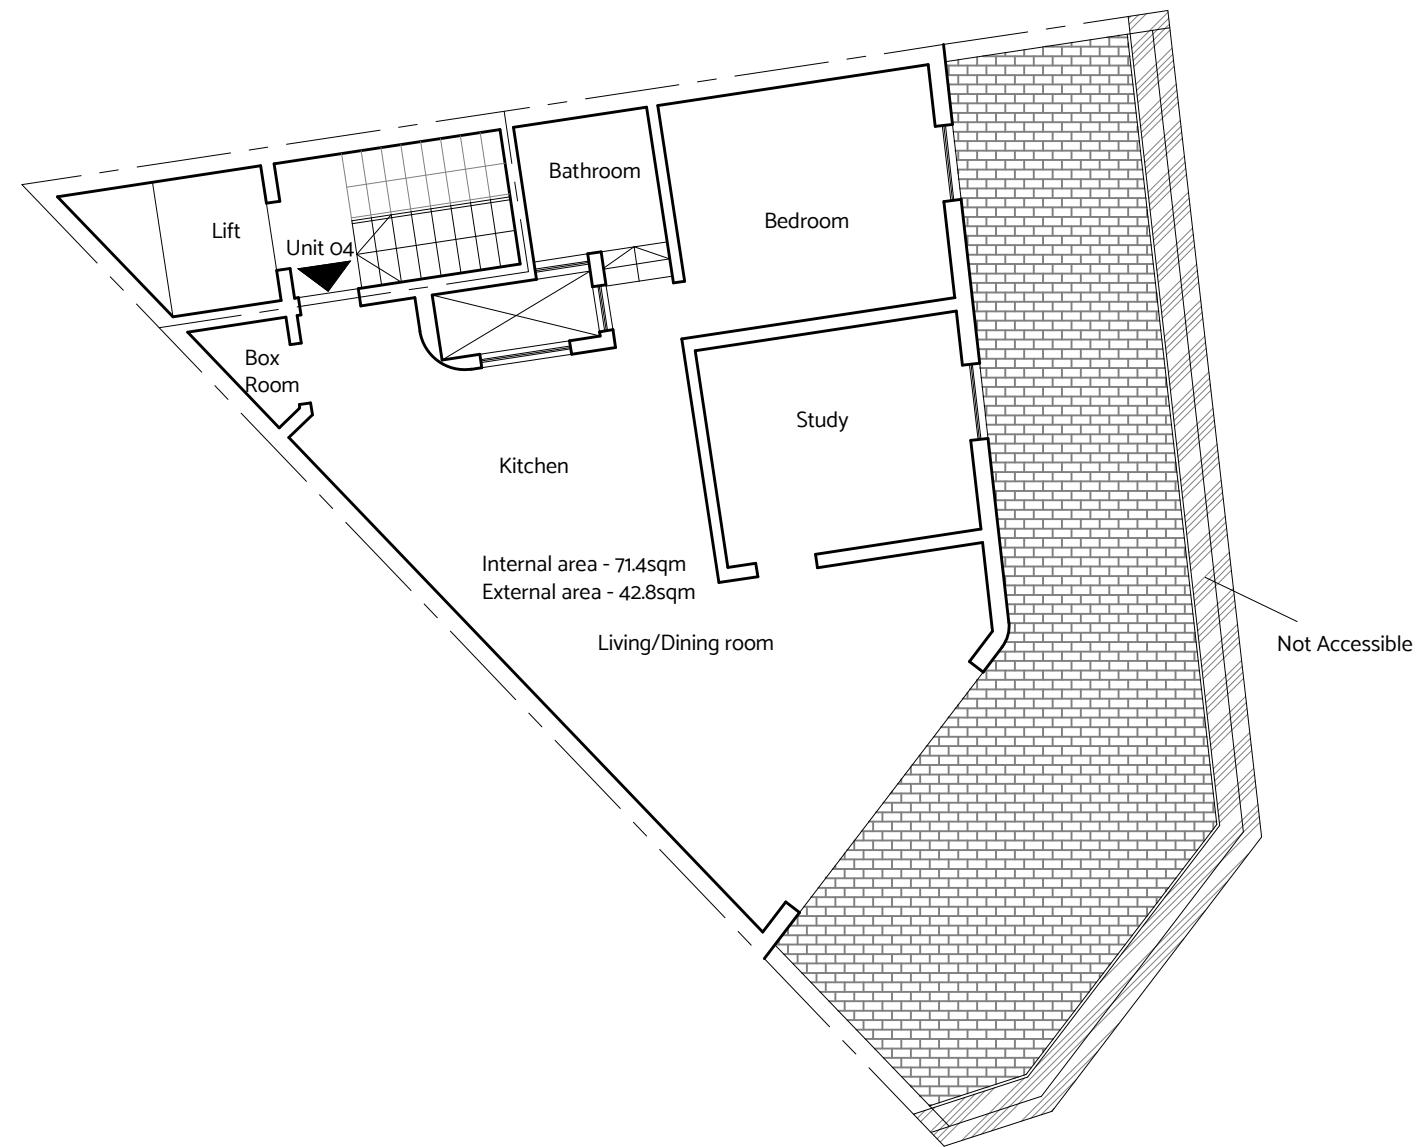 Bathroom
Bedroom
Lift
Unit 04
Box
Room
Study
Kitchen
Internal area - 71.4sqm
External area - 42.8sqm
Living/Dining room
Not Accessible